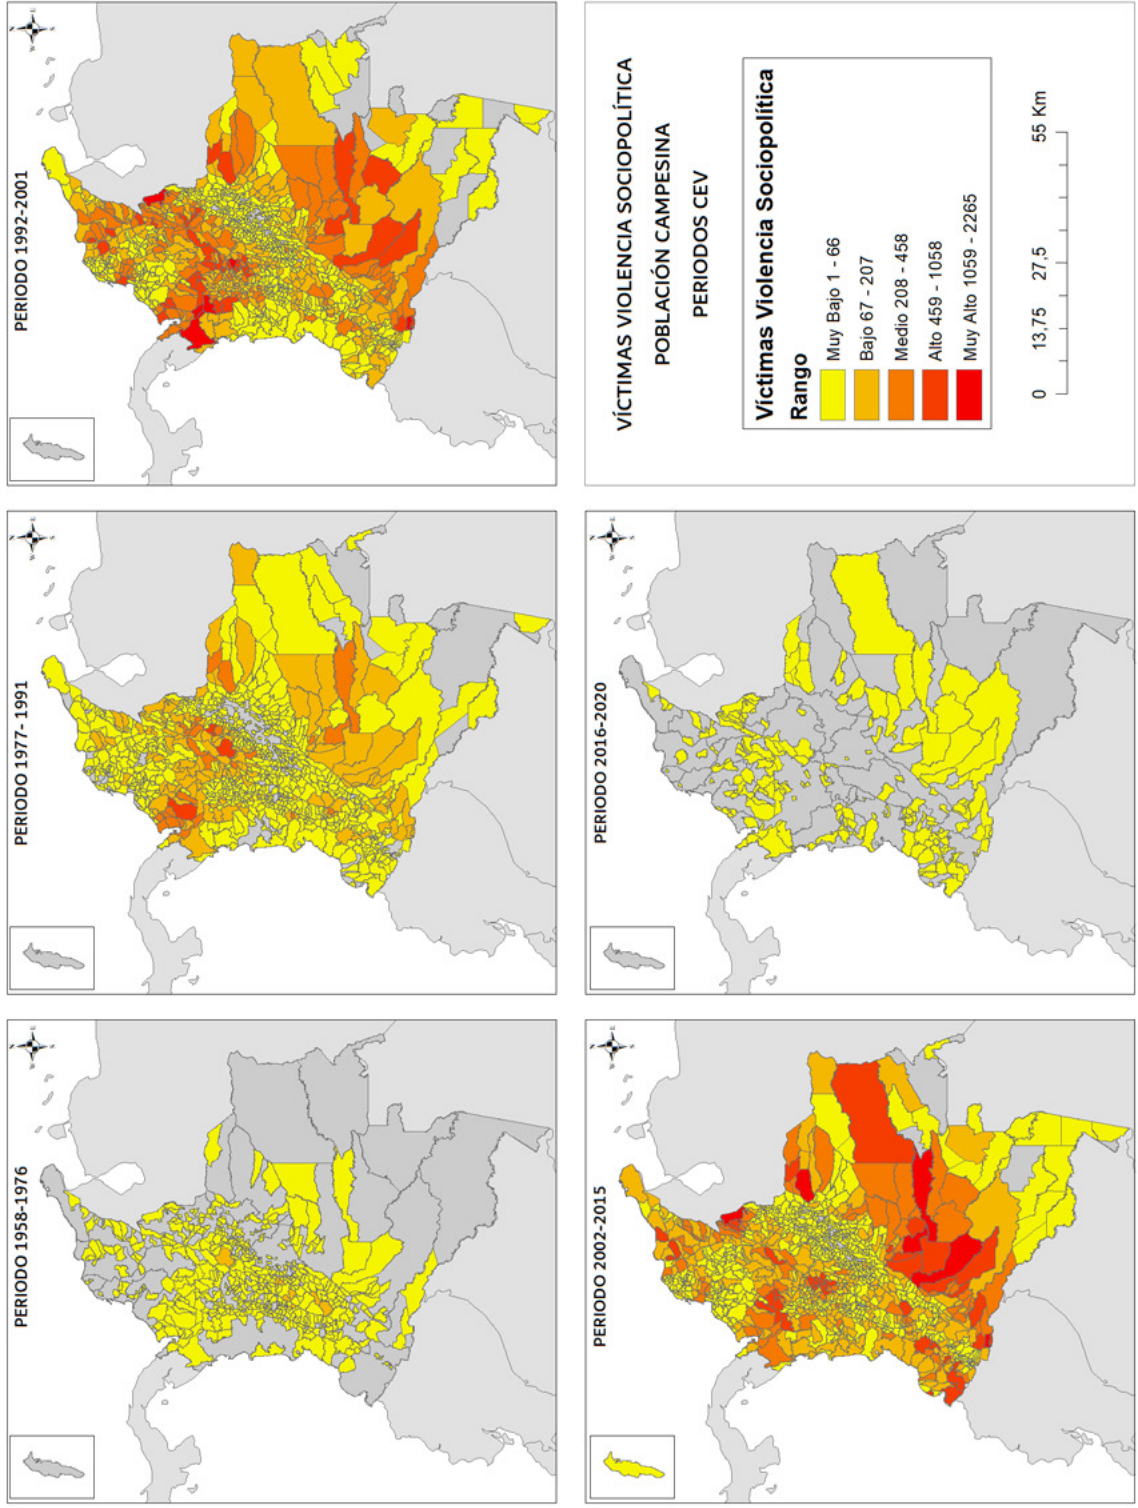 PERIODO 1958-1976
PERIODO 1977- 1991
PERIODO 1992-2001
PERIODO 2002-2015
PERIODO 2016-2020
VÍCTIMAS VIOLENCIA SOCIOPOLÍTICA
POBLACIÓN CAMPESINA
PERIODOS CEV
Víctimas Violencia Sociopolítica
Rango
Muy Bajo 1 - 66
Bajo 67 - 207
Medio 208 - 458
Alto 459 - 1058
Muy Alto 1059 - 2265
0 13,75 27,5 55 Km